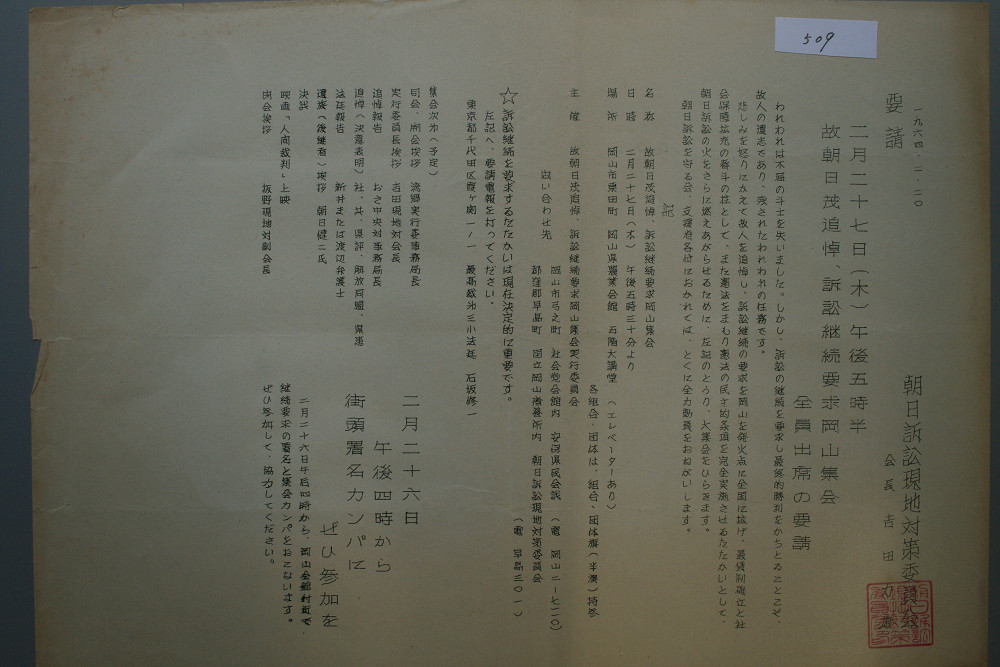 509
一九六四・二・二〇
要請
朝日訴訟現地対策委員会
会長 吉田
二月二十七日(木)午後五時半
故朝日茂追悼、訴訟継続要求岡山集会
全員出席の要請
われわれは不屈の斗士を失いました。しかし、訴訟の継続を要求し最終的勝利をかちとることこそ、
故人の遺志であり、残されたわれわれの任務です。
悲しみを怒りにかえて故人を追悼し、訴訟継続の要求を岡山を発火点に全国に拡げ、最賃制確立と社
会保障拡充の奮斗の柱として、また憲法をまもり憲法の民主的条項を完全実施させるたたかいとして、
朝日訴訟の火をさらに燃えあがらせるために、左記のとうり、大集会をひらきます。
朝日訴訟を守る会、支援者各位におかれては、とくに全力動員をおねがいします。
記
名称 故朝日茂追悼、訴訟継続要求岡山集会
日時 二月二十七日(木) 午後五時三十分より
場所 岡山市東田町 岡山県農業会館 五階大講堂 (エレベーターあり)
各組合・団体は、組合・団体旗(半旗)持参
主催 故朝日茂追悼、訴訟継続要求岡山集会実行委員会
問い合わせ先
岡山市弓之町 社会党会館内 安保県民会議 (電 岡山二ー七一二〇)
都窪郡早島町 国立岡山療養所内 朝日訴訟現地対策委員会
(電 早島三〇一)
☆訴訟継続を要求するたたかいは現在決定的に重要です。
左記へ、要請電報を打ってください。
東京都千代田区霞ヶ関一ノ一 最高裁第三小法廷 石坂修一
集会次第(予定)
司会、開会挨拶 実行委事務局長
実行委員長挨拶 吉田現地対会長
追悼報告 おさ中央対事務局長
追悼(決意表明) 社、共、県評、解放同盟、県連
法廷報告 新井または渡辺弁護士
遺族(後継者)挨拶 朝日健二氏
決議
映画「人間裁判」上映
閉会挨拶 坂野現地対副会長
二月二十六日
午後四時から
街頭署名カンパに
ぜひ参加を
二月二十六日午后四時から、岡山会館附近で、
継続要求の署名と集会カンパをおこないます。
ぜひ参加して、協力してください。